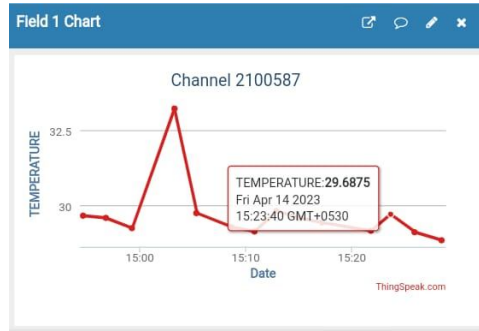 Field 1 Chart
Channel 2100587
TEMPERATURE
32.5
30
TEMPERATURE:29.6875
Fri Apr 14 2023
15:23:40 GMT+0530
15:00
15:10
15:20
Date
ThingSpeak.com